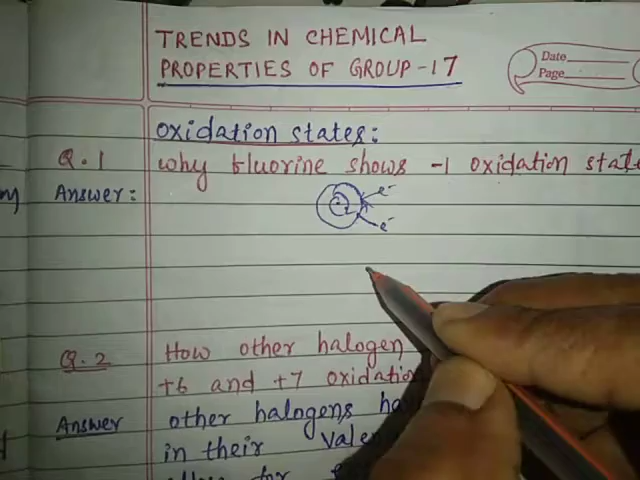 TRENDS IN CHEMICAL
PROPERTIES OF GROUP-17
Date
Page
oxidation states:
Q.1 why fluorine shows -1 oxidation state
Answer:
e-
e-
Q.2 How other halogen
+6 and +7 oxidation
Answer other halogens
in their